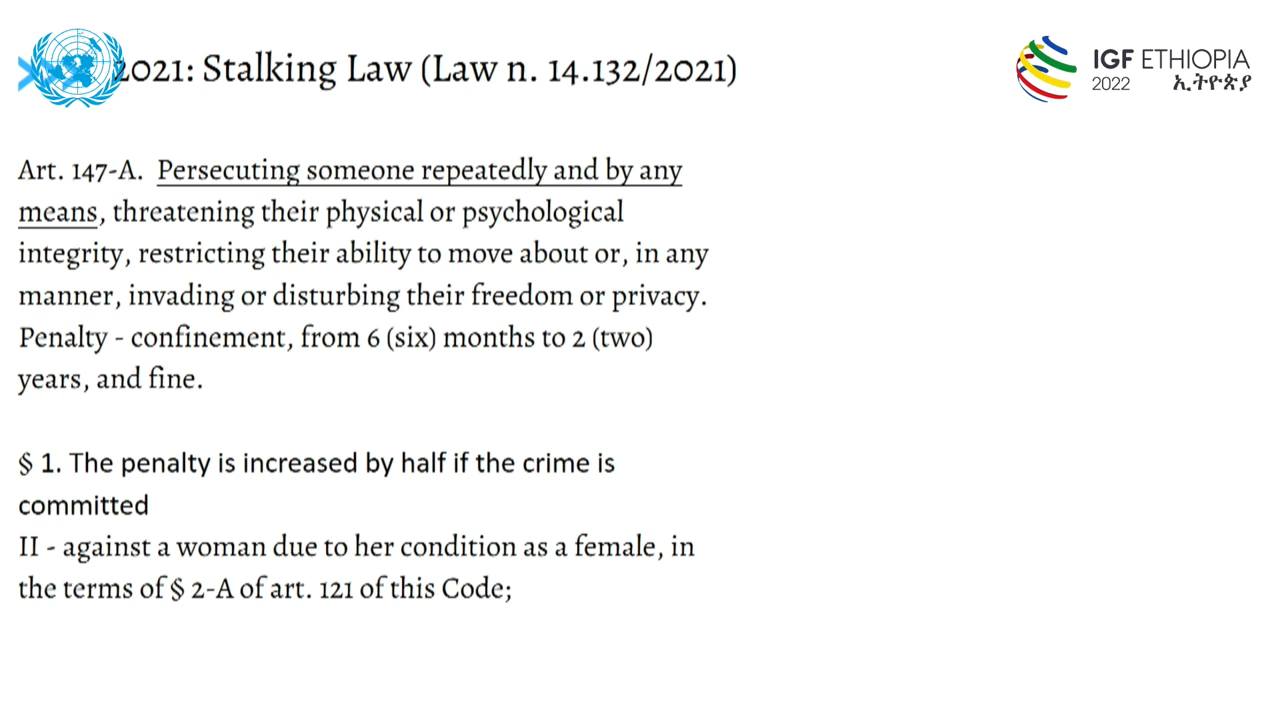 2021: Stalking Law (Law n. 14.132/2021)
IGF ETHIOPIA
2022 ኢትዮጵያ
Art. 147-A. Persecuting someone repeatedly and by any
means, threatening their physical or psychological
integrity, restricting their ability to move about or, in any
manner, invading or disturbing their freedom or privacy.
Penalty - confinement, from 6 (six) months to 2 (two)
years, and fine.
§ 1. The penalty is increased by half if the crime is
committed
II - against a woman due to her condition as a female, in
the terms of § 2-A of art. 121 of this Code;